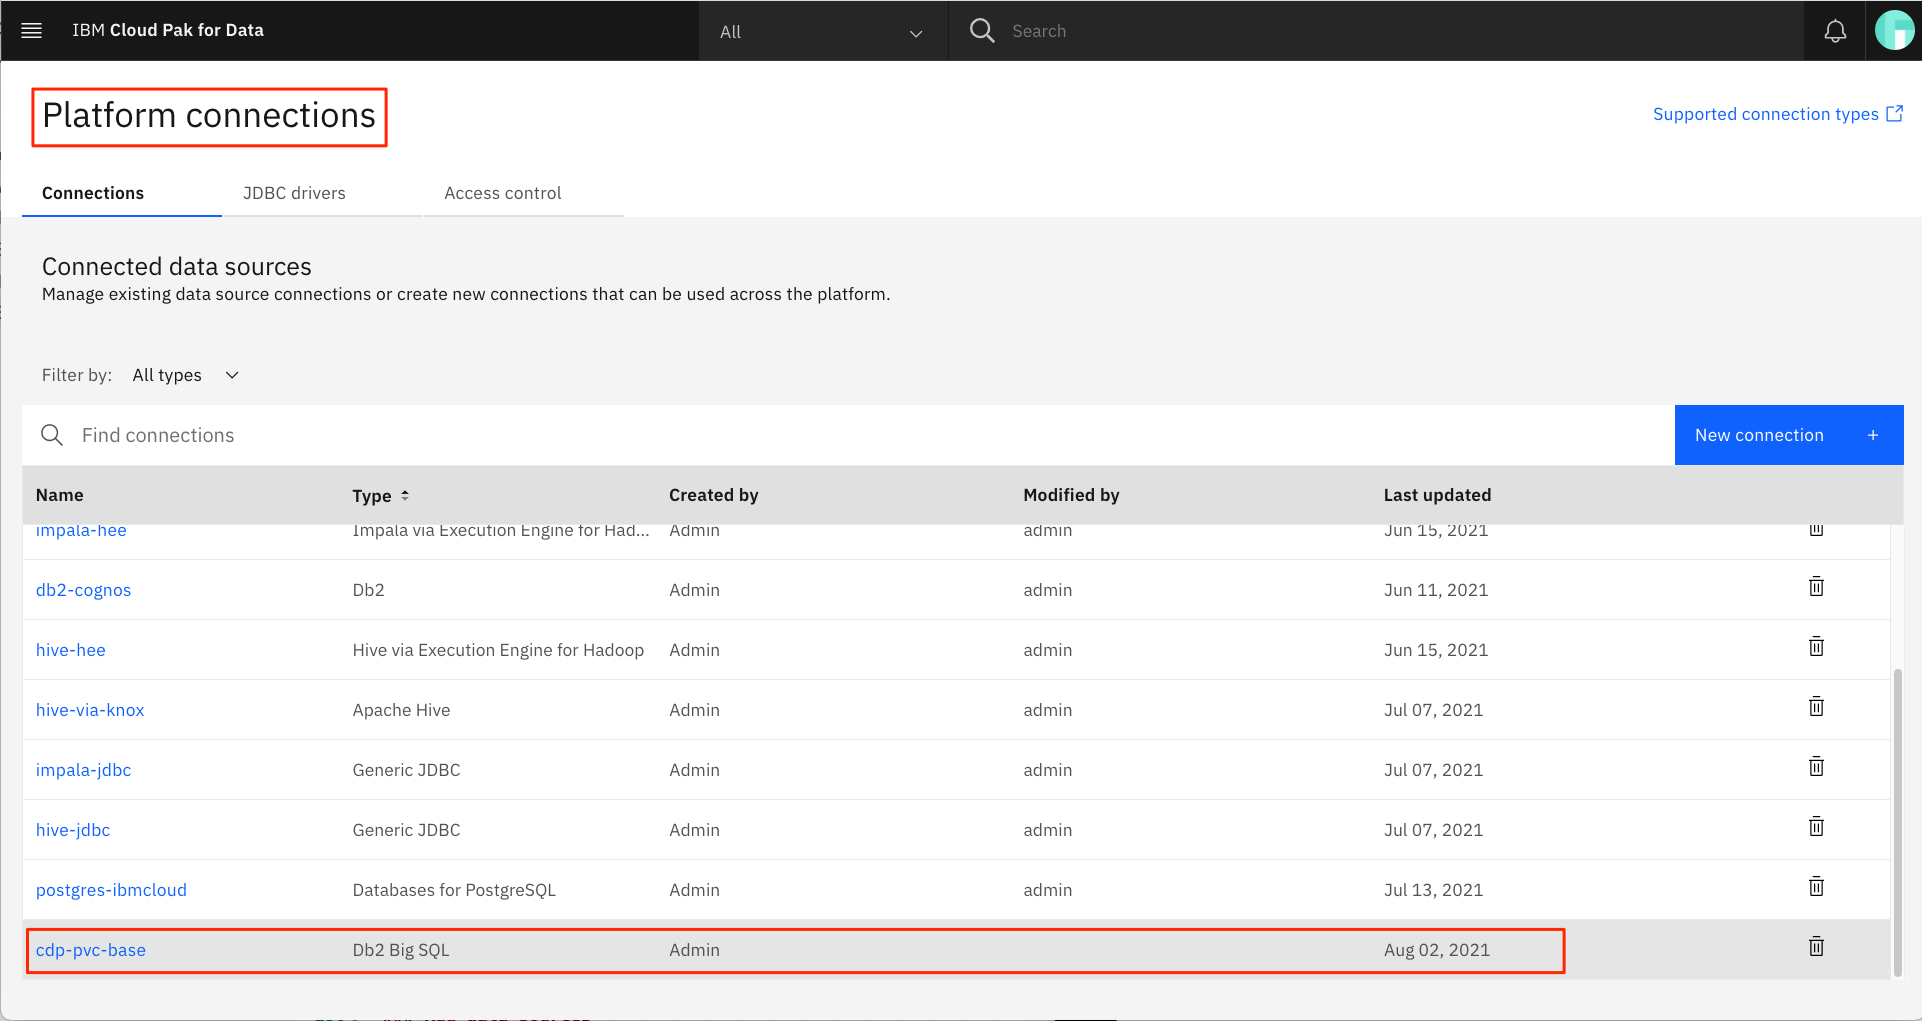 IBM Cloud Pak for Data
All
Search
Platform connections
Supported connection types
Connections JDBC drivers Access control
Connected data sources
Manage existing data source connections or create new connections that can be used across the platform.
Filter by: All types
Find connections
New connection +
Name Type Created by Modified by Last updated
impala-hee Impala via Execution Engine for Had... Admin admin Jun 15, 2021
db2-cognos Db2 Admin admin Jun 11, 2021
hive-hee Hive via Execution Engine for Hadoop Admin admin Jun 15, 2021
hive-via-knox Apache Hive Admin admin Jul 07, 2021
impala-jdbc Generic JDBC Admin admin Jul 07, 2021
hive-jdbc Generic JDBC Admin admin Jul 07, 2021
postgres-ibmcloud Databases for PostgreSQL Admin admin Jul 13, 2021
cdp-pvc-base Db2 Big SQL Admin Aug 02, 2021